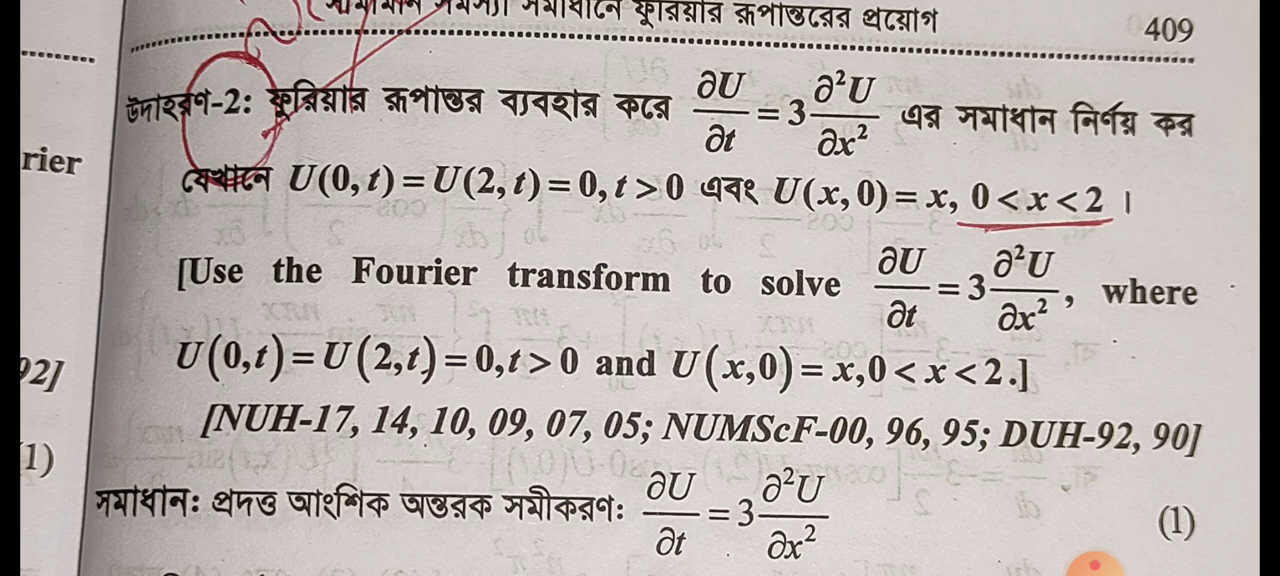 সমাধানে ফুরিয়ার রূপান্তরের প্রয়োগ
409
উদাহরণ-2: ফুরিয়ার রূপান্তর ব্যবহার করে ∂U/∂t = 3 ∂²U/∂x² এর সমাধান নির্ণয় কর
যেখানে U(0, t) = U(2, t) = 0, t > 0 এবং U(x, 0) = x, 0 < x < 2 ।
[Use the Fourier transform to solve ∂U/∂t = 3 ∂²U/∂x², where
U(0,t) = U(2,t) = 0, t > 0 and U(x,0) = x, 0 < x < 2.]
[NUH-17, 14, 10, 09, 07, 05; NUMScF-00, 96, 95; DUH-92, 90]
সমাধান: প্রদত্ত আংশিক অন্তরক সমীকরণ: ∂U/∂t = 3 ∂²U/∂x² (1)
rier
92]
1)